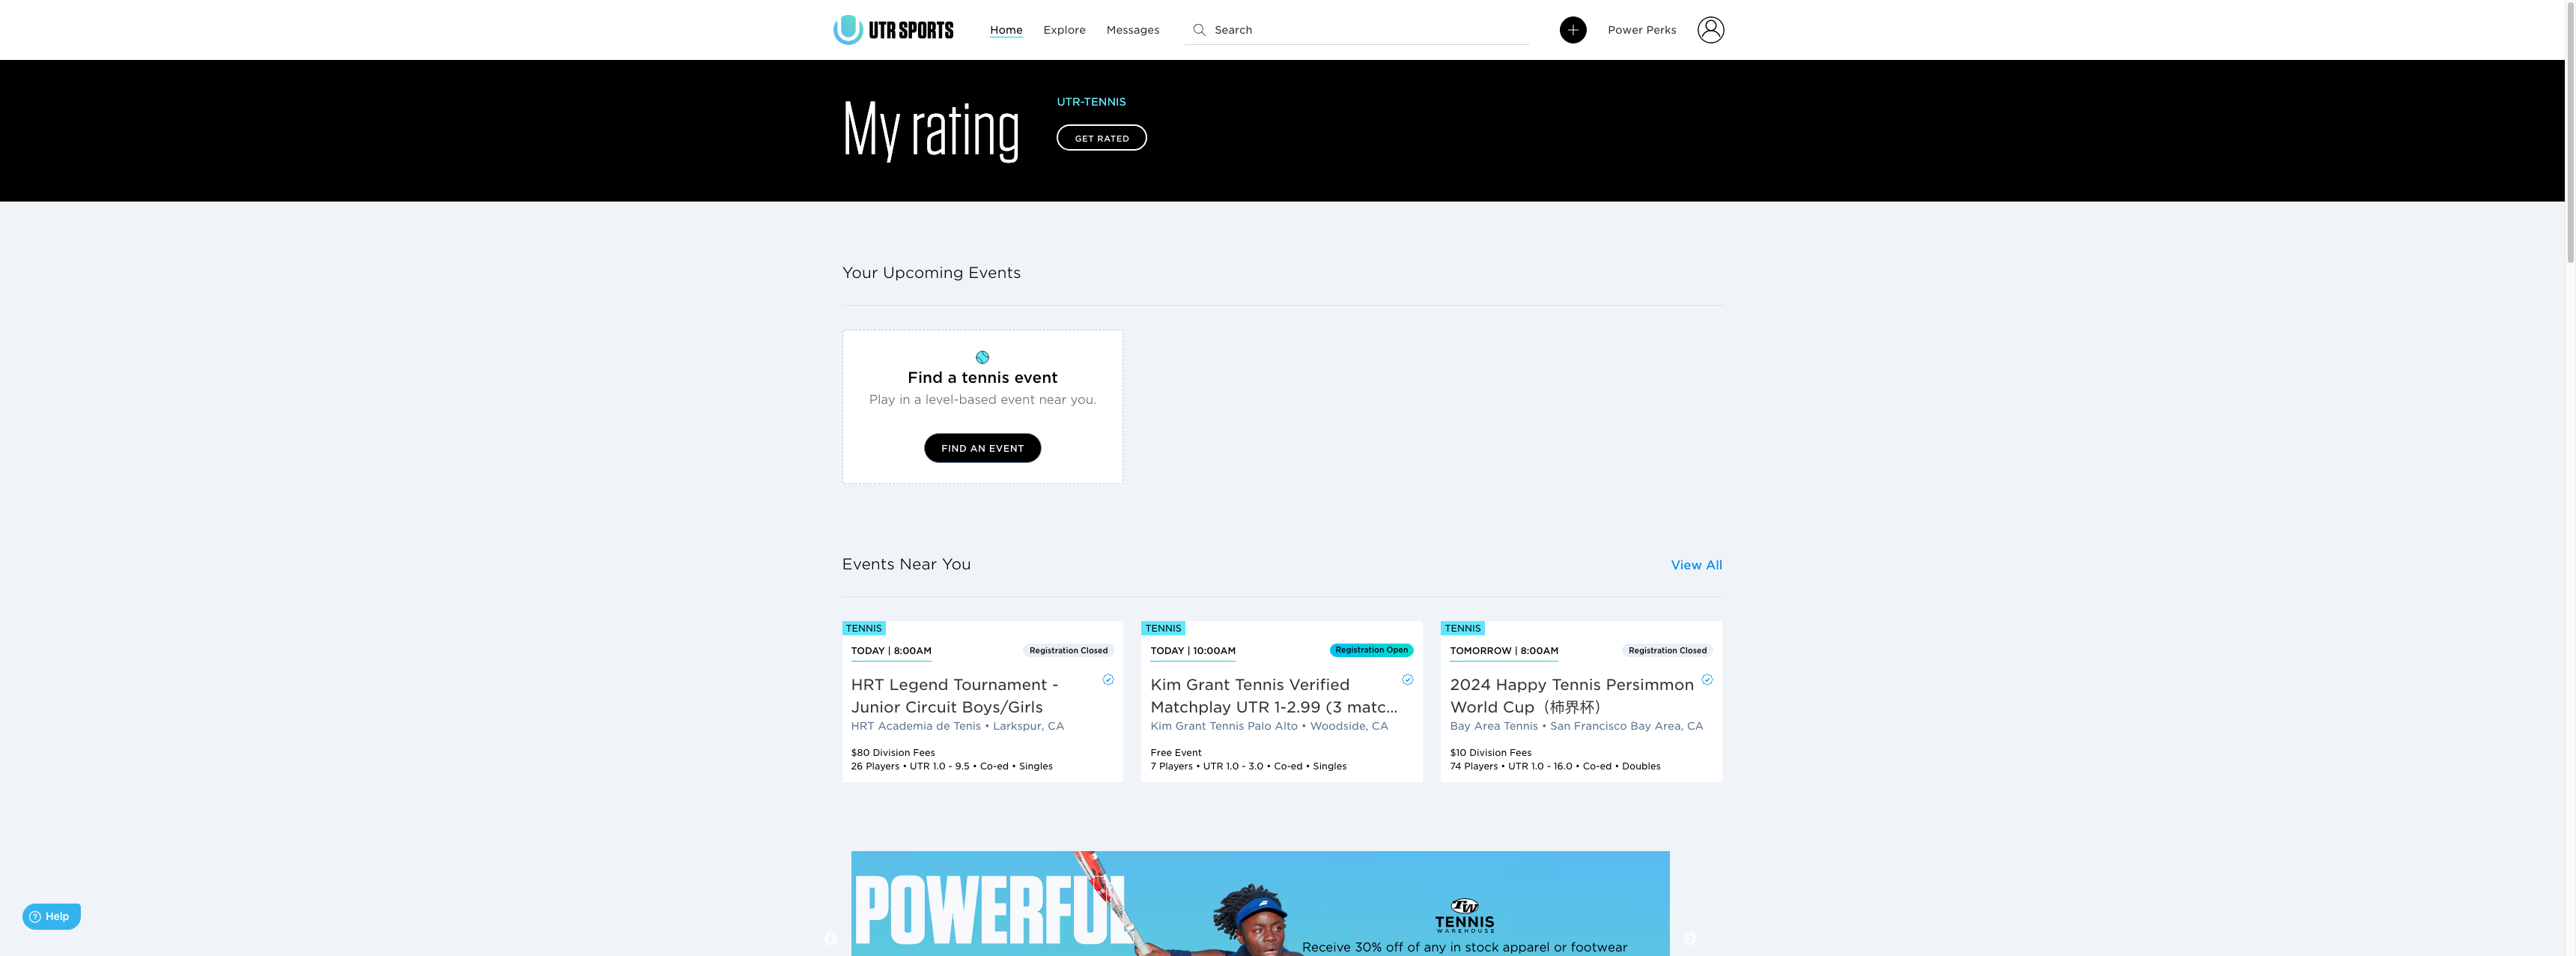 UTR SPORTS
Home
Explore
Messages
Search
Power Perks
My rating
UTR-TENNIS
GET RATED
Your Upcoming Events
Find a tennis event
Play in a level-based event near you.
FIND AN EVENT
Events Near You
View All
TENNIS
TODAY | 8:00AM
Registration Closed
HRT Legend Tournament -
Junior Circuit Boys/Girls
HRT Academia de Tenis • Larkspur, CA
$80 Division Fees
26 Players • UTR 1.0 - 9.5 • Co-ed • Singles
TENNIS
TODAY | 10:00AM
Registration Open
Kim Grant Tennis Verified
Matchplay UTR 1-2.99 (3 matc...
Kim Grant Tennis Palo Alto • Woodside, CA
Free Event
7 Players • UTR 1.0 - 3.0 • Co-ed • Singles
TENNIS
TOMORROW | 8:00AM
Registration Closed
2024 Happy Tennis Persimmon
World Cup（柿界杯）
Bay Area Tennis • San Francisco Bay Area, CA
$10 Division Fees
74 Players • UTR 1.0 - 16.0 • Co-ed • Doubles
POWERFUL
TW
TENNIS
WAREHOUSE
Receive 30% off of any in stock apparel or footwear
Help